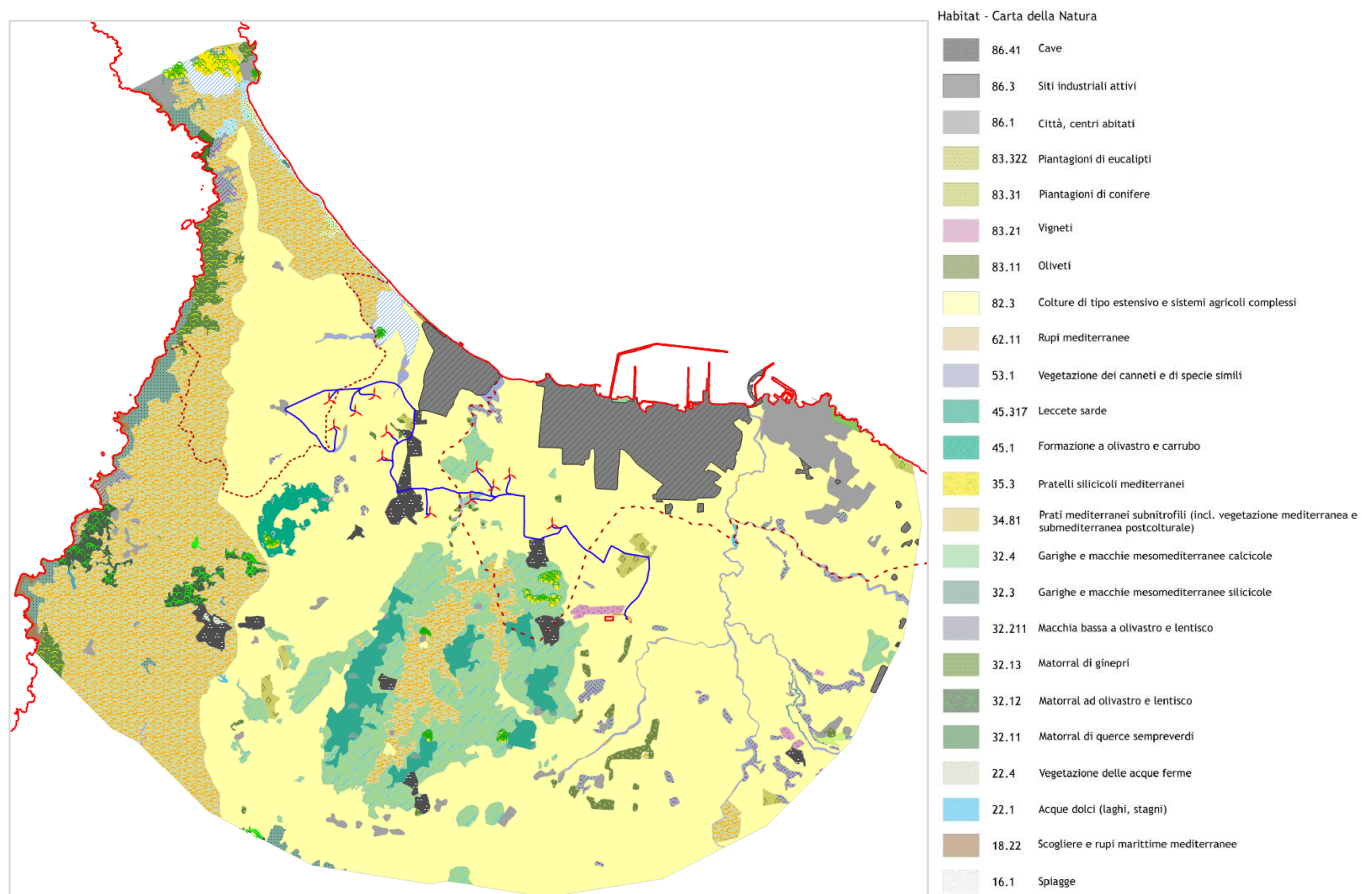 Habitat - Carta della Natura
86.41 Cave
86.3 Siti industriali attivi
86.1 Città, centri abitati
83.322 Piantagioni di eucalipti
83.31 Piantagioni di conifere
83.21 Vigneti
83.11 Oliveti
82.3 Colture di tipo estensivo e sistemi agricoli complessi
62.11 Rupi mediterranee
53.1 Vegetazione dei canneti e di specie simili
45.317 Leccete sarde
45.1 Formazione a olivastro e carrubo
35.3 Pratelli silicicoli mediterranei
34.81 Prati mediterranei subnitrofili (incl. vegetazione mediterranea e
submediterranea postcolturale)
32.4 Garighe e macchie mesomediterranee calcicole
32.3 Garighe e macchie mesomediterranee silicicole
32.211 Macchia bassa a olivastro e lentisco
32.13 Matorral di ginepri
32.12 Matorral ad olivastro e lentisco
32.11 Matorral di querce sempreverdi
22.4 Vegetazione delle acque ferme
22.1 Acque dolci (laghi, stagni)
18.22 Scogliere e rupi marittime mediterranee
16.1 Spiagge